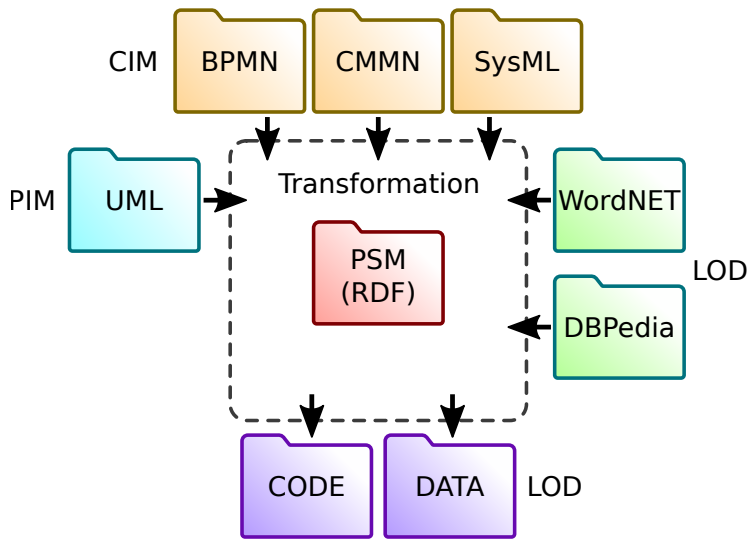 CIM
BPMN
CMMN
SysML
Transformation
PIM
UML
WordNET
PSM
(RDF)
LOD
DBPedia
CODE
DATA
LOD